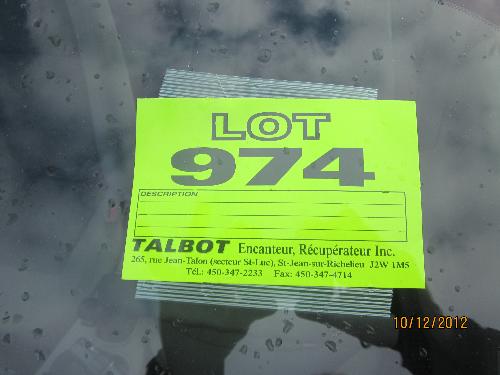 LOT
974
DESCRIPTION
TALBOT Encanteur, Récupérateur Inc.
265, rue Jean-Talon (secteur St-Luc), St-Jean-sur-Richelieu J2W 1M5
Tél.: 450-347-2233 Fax: 450-347-4714
10/12/2012